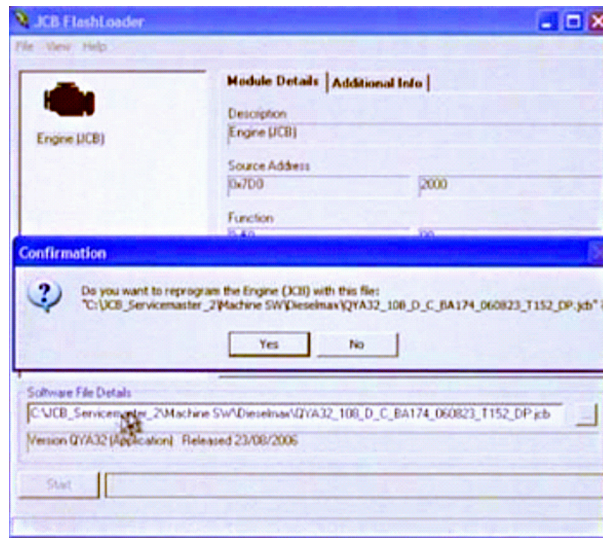 JCB FlashLoader
File View Help
Module Details Additional Info
Engine (JCB)
Description
Engine (JCB)
Source Address
0x7D0 2000
Function
Confirmation
Do you want to reprogram the Engine (JCB) with this file:
"C:\JCB_Servicemaster_2\Machine SW\Dieselmax\QYA32_108_D_C_BA174_060823_T152_DP.jcb"
Yes No
Software File Details
C:\JCB_Servicemaster_2\Machine SW\Dieselmax\QYA32_108_D_C_BA174_060823_T152_DP.jcb ...
Version QYA32 (Application) Released 23/08/2006
Start